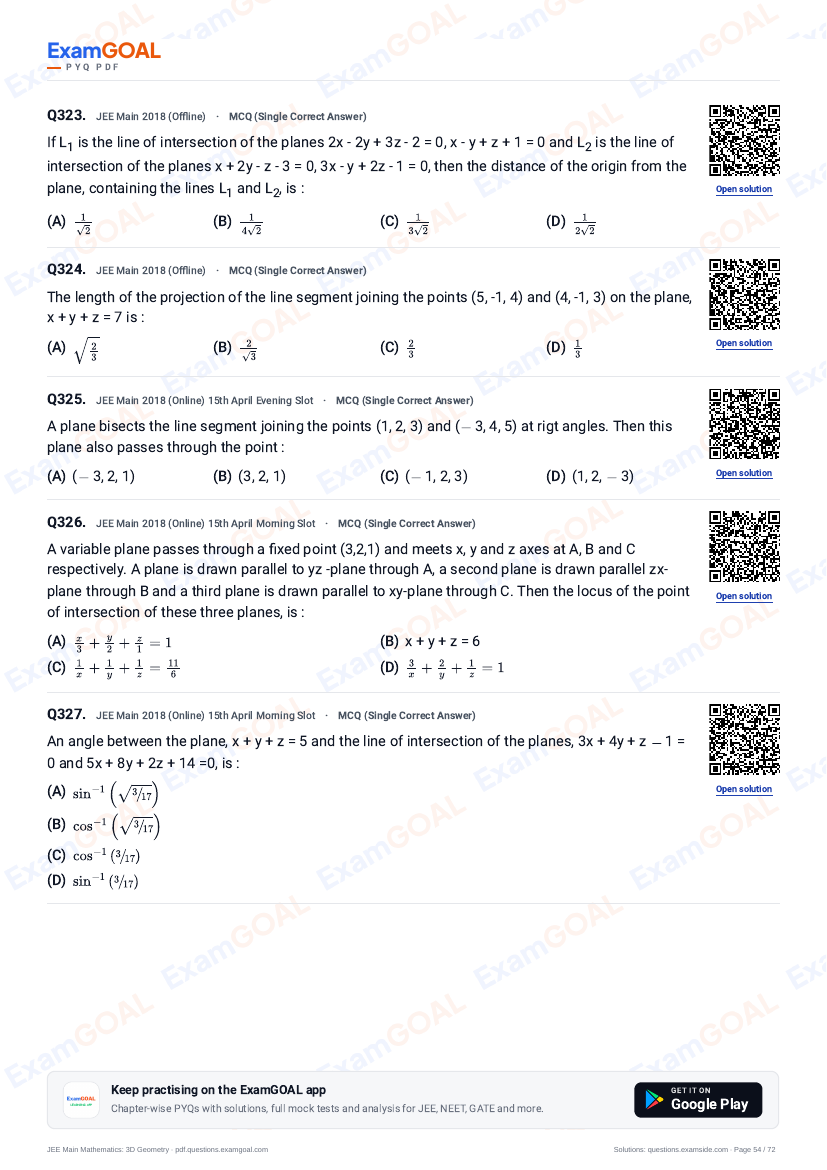 ExamGOAL
PYQ PDF
Q323. JEE Main 2018 (Offline) · MCQ (Single Correct Answer)
If L₁ is the line of intersection of the planes 2x - 2y + 3z - 2 = 0, x - y + z + 1 = 0 and L₂ is the line of
intersection of the planes x + 2y - z - 3 = 0, 3x - y + 2z - 1 = 0, then the distance of the origin from the
plane, containing the lines L₁ and L₂, is :
(A) 1/√2 (B) 1/4√2 (C) 1/3√2 (D) 1/2√2
Open solution
Q324. JEE Main 2018 (Offline) · MCQ (Single Correct Answer)
The length of the projection of the line segment joining the points (5, -1, 4) and (4, -1, 3) on the plane,
x + y + z = 7 is :
(A) √(2/3) (B) 2/√3 (C) 2/3 (D) 1/3
Open solution
Q325. JEE Main 2018 (Online) 15th April Evening Slot · MCQ (Single Correct Answer)
A plane bisects the line segment joining the points (1, 2, 3) and (− 3, 4, 5) at rigt angles. Then this
plane also passes through the point :
(A) (− 3, 2, 1) (B) (3, 2, 1) (C) (− 1, 2, 3) (D) (1, 2, − 3)
Open solution
Q326. JEE Main 2018 (Online) 15th April Morning Slot · MCQ (Single Correct Answer)
A variable plane passes through a fixed point (3,2,1) and meets x, y and z axes at A, B and C
respectively. A plane is drawn parallel to yz -plane through A, a second plane is drawn parallel zx-
plane through B and a third plane is drawn parallel to xy-plane through C. Then the locus of the point
of intersection of these three planes, is :
(A) x/3 + y/2 + z/1 = 1 (B) x + y + z = 6
(C) 1/x + 1/y + 1/z = 11/6 (D) 3/x + 2/y + 1/z = 1
Open solution
Q327. JEE Main 2018 (Online) 15th April Morning Slot · MCQ (Single Correct Answer)
An angle between the plane, x + y + z = 5 and the line of intersection of the planes, 3x + 4y + z − 1 =
0 and 5x + 8y + 2z + 14 =0, is :
(A) sin⁻¹ (√(3/17))
(B) cos⁻¹ (√(3/17))
(C) cos⁻¹ (3/17)
(D) sin⁻¹ (3/17)
Open solution
Keep practising on the ExamGOAL app
Chapter-wise PYQs with solutions, full mock tests and analysis for JEE, NEET, GATE and more.
GET IT ON
Google Play
JEE Main Mathematics: 3D Geometry · pdf.questions.examgoal.com Solutions: questions.examside.com · Page 54 / 72